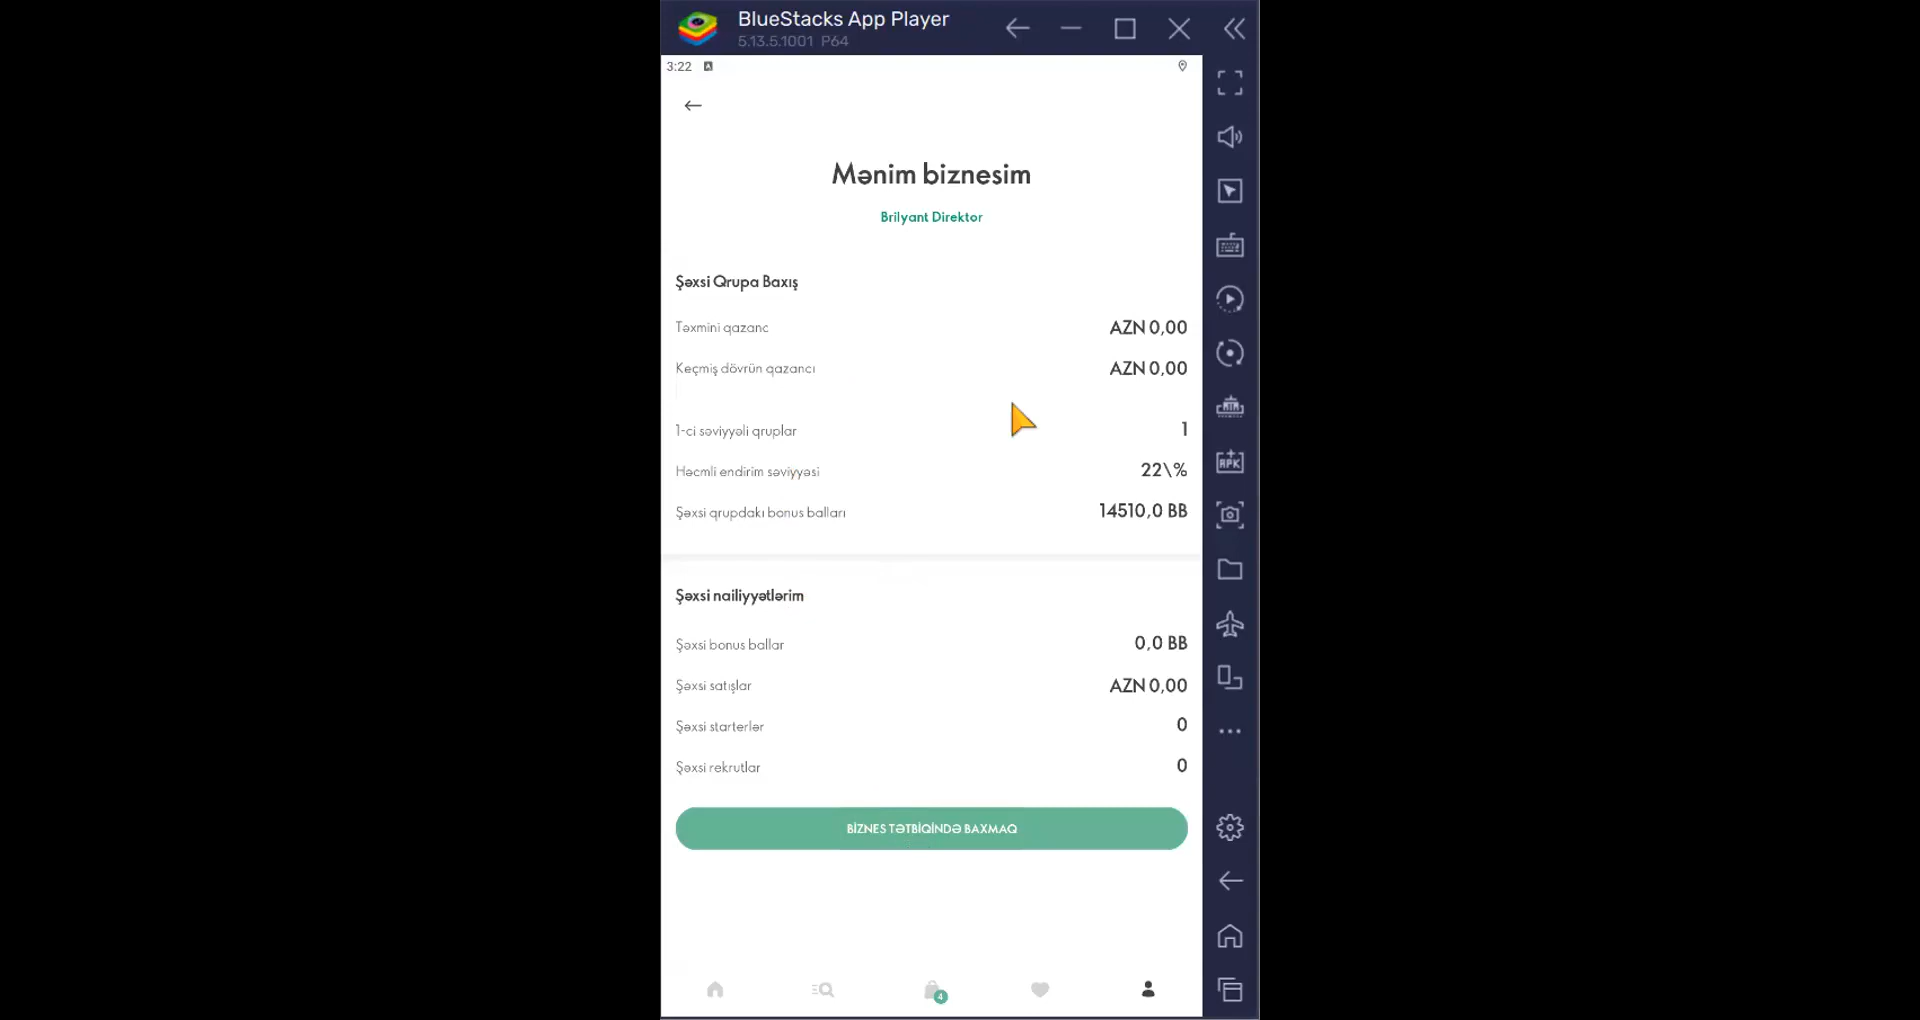 BlueStacks App Player
5.13.5.1001 P64
3:22
Mənim biznesim
Brilyant Direktor
Şəxsi Qrupa Baxış
Təxmini qazanc AZN 0,00
Keçmiş dövrün qazancı AZN 0,00
1-ci səviyyəli qruplar 1
Həcmli endirim səviyyəsi 22\%
Şəxsi qrupdakı bonus balları 14510,0 BB
Şəxsi nailiyyətlərim
Şəxsi bonus ballar 0,0 BB
Şəxsi satışlar AZN 0,00
Şəxsi starterlər 0
Şəxsi rekrutlar 0
BİZNES TƏTBİQİNDƏ BAXMAQ
4
APK